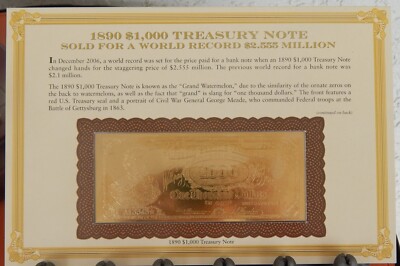 1890 $1,000 TREASURY NOTE
SOLD FOR A WORLD RECORD $2.555 MILLION
In December 2006, a world record was set for the price paid for a bank note when an 1890 $1,000 Treasury Note
changed hands for the staggering price of $2.555 million. The previous world record for a bank note was
$2.1 million.
The 1890 $1,000 Treasury Note is known as the "Grand Watermelon," due to the similarity of the ornate zeros on
the back to watermelons, as well as the fact that "grand" is slang for "one thousand dollars." The front features a
red U.S. Treasury seal and a portrait of Civil War General George Meade, who commanded Federal troops at the
Battle of Gettysburg in 1863.
1000
One Thousand Dollars
1890 $1,000 Treasury Note